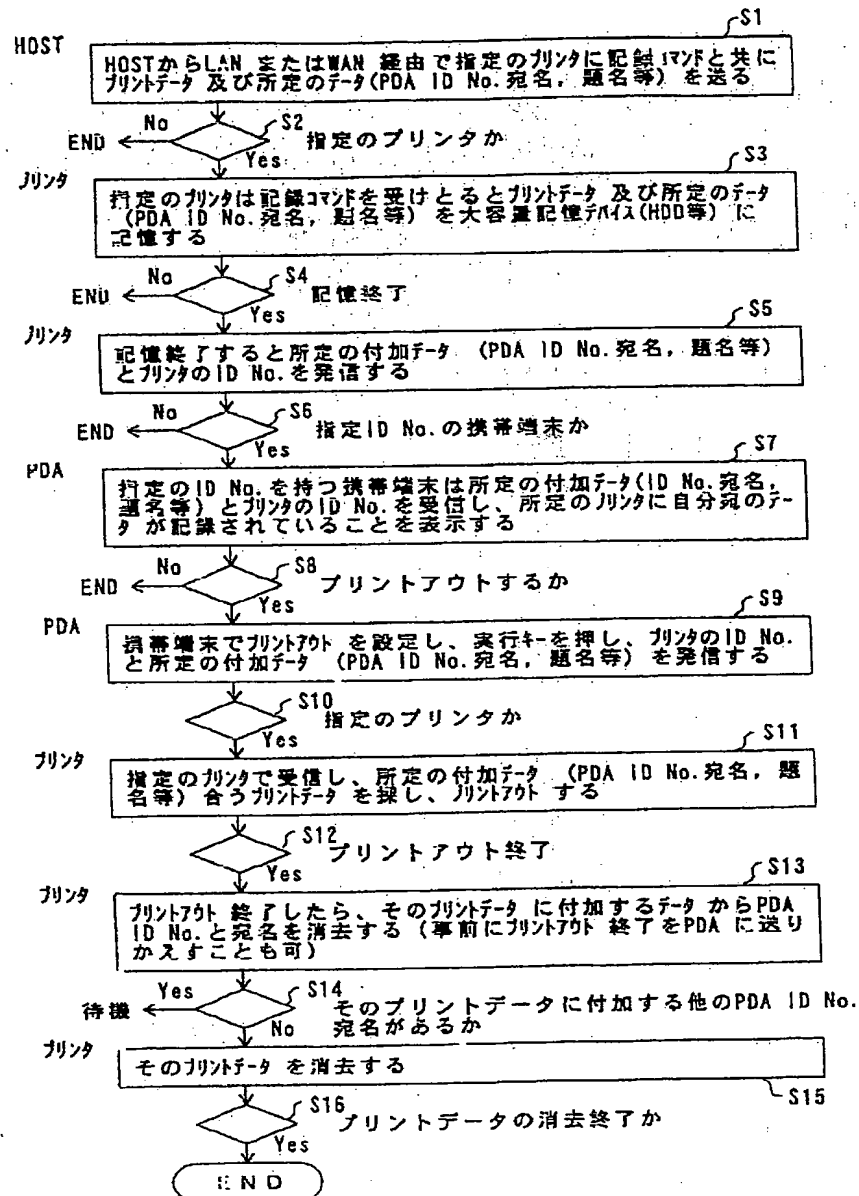 HOST
S1
HOSTからLAN またはWAN 経由で指定のプリンタに記録コマンドと共に
プリントデータ 及び所定のデータ(PDA ID No.宛名, 題名等) を送る
No
S2
END
指定のプリンタか
Yes
プリンタ
S3
指定のプリンタは記録コマンドを受けとるとプリントデータ 及び所定のデータ
(PDA ID No.宛名, 題名等) を大容量記憶デバイス(HDD等) に
記憶する
No
S4
END
記憶終了
Yes
プリンタ
S5
記憶終了すると所定の付加データ (PDA ID No.宛名, 題名等)
とプリンタのID No.を発信する
No
S6
END
指定ID No.の携帯端末か
Yes
PDA
S7
指定のID No.を持つ携帯端末は所定の付加データ(ID No.宛名,
題名等) とプリンタのID No.を受信し、所定のプリンタに自分宛のデー
タ が記録されていることを表示する
No
S8
END
プリントアウトするか
Yes
PDA
S9
携帯端末でプリントアウト を設定し、実行キーを押し、プリンタのID No.
と所定の付加データ (PDA ID No.宛名, 題名等) を発信する
S10
指定のプリンタか
Yes
プリンタ
S11
指定のプリンタで受信し、所定の付加データ (PDA ID No.宛名, 題
名等) 合うプリントデータ を探し、プリントアウト する
S12
プリントアウト終了
Yes
プリンタ
S13
プリントアウト 終了したら、そのプリントデータ に付加するデータ からPDA
ID No.と宛名を消去する (事前にプリントアウト 終了をPDA に送り
かえすことも可)
Yes
S14
待機
そのプリントデータに付加する他のPDA ID No.
宛名があるか
No
プリンタ
そのプリントデータ を消去する
S15
S16
プリントデータの消去終了か
Yes
END